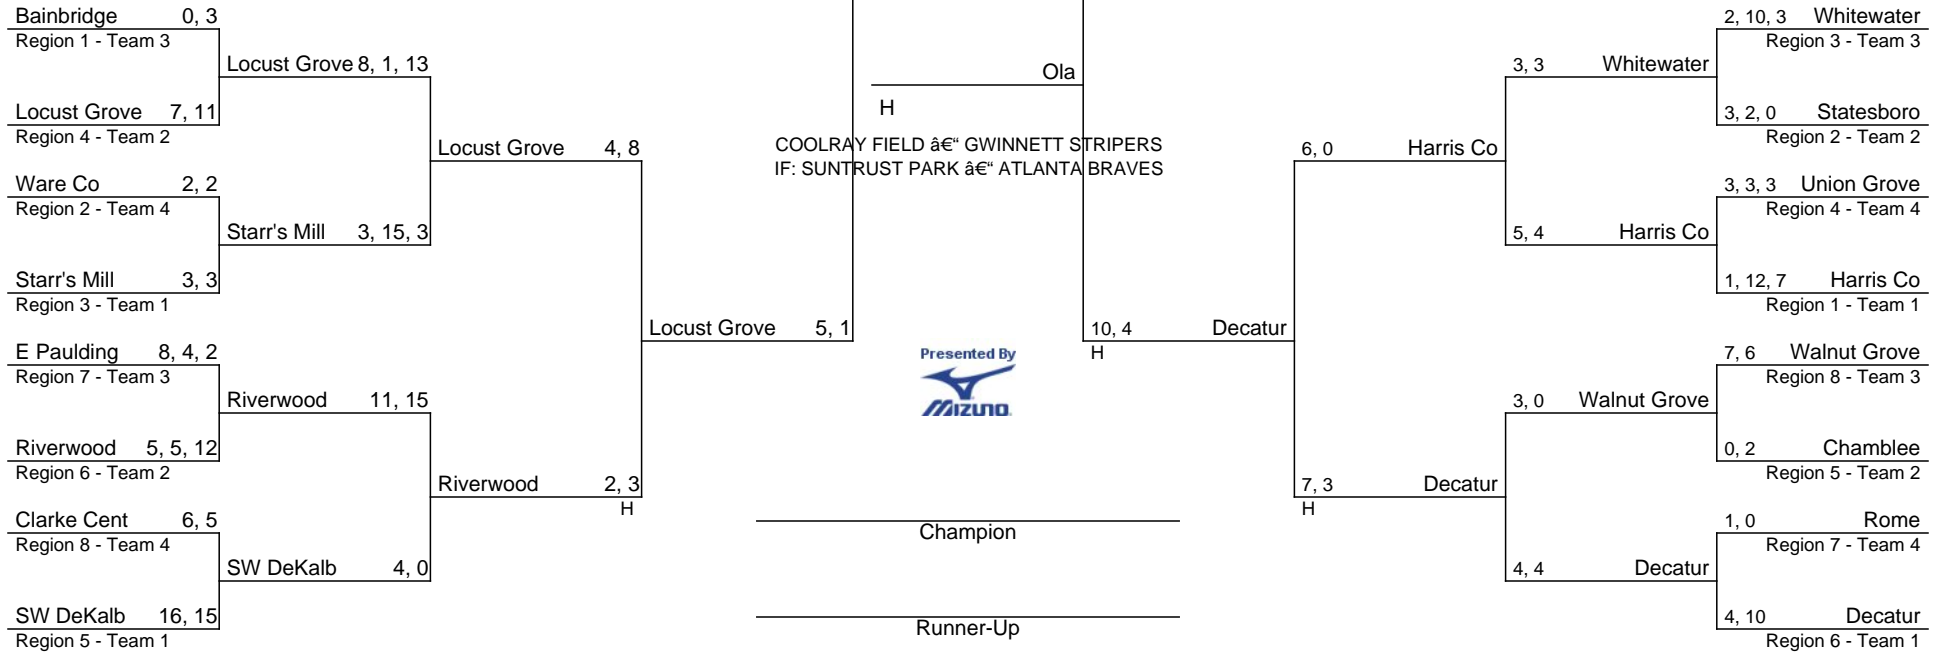 Bainbridge 0, 3
Region 1 - Team 3
Locust Grove 8, 1, 13
Locust Grove 7, 11
Region 4 - Team 2
Locust Grove 4, 8
Ware Co 2, 2
Region 2 - Team 4
Starr's Mill 3, 15, 3
Starr's Mill 3, 3
Region 3 - Team 1
Locust Grove 5, 1
E Paulding 8, 4, 2
Region 7 - Team 3
Riverwood 11, 15
Riverwood 5, 5, 12
Region 6 - Team 2
Riverwood 2, 3
H
Clarke Cent 6, 5
Region 8 - Team 4
SW DeKalb 4, 0
SW DeKalb 16, 15
Region 5 - Team 1
Ola
H
COOLRAY FIELD â€“ GWINNETT STRIPERS
IF: SUNTRUST PARK â€“ ATLANTA BRAVES
Presented By
MIZUNO
Champion
Runner-Up
10, 4 Decatur
H
6, 0 Harris Co
7, 3 Decatur
H
3, 3 Whitewater
5, 4 Harris Co
3, 0 Walnut Grove
4, 4 Decatur
2, 10, 3 Whitewater
Region 3 - Team 3
3, 2, 0 Statesboro
Region 2 - Team 2
3, 3, 3 Union Grove
Region 4 - Team 4
1, 12, 7 Harris Co
Region 1 - Team 1
7, 6 Walnut Grove
Region 8 - Team 3
0, 2 Chamblee
Region 5 - Team 2
1, 0 Rome
Region 7 - Team 4
4, 10 Decatur
Region 6 - Team 1